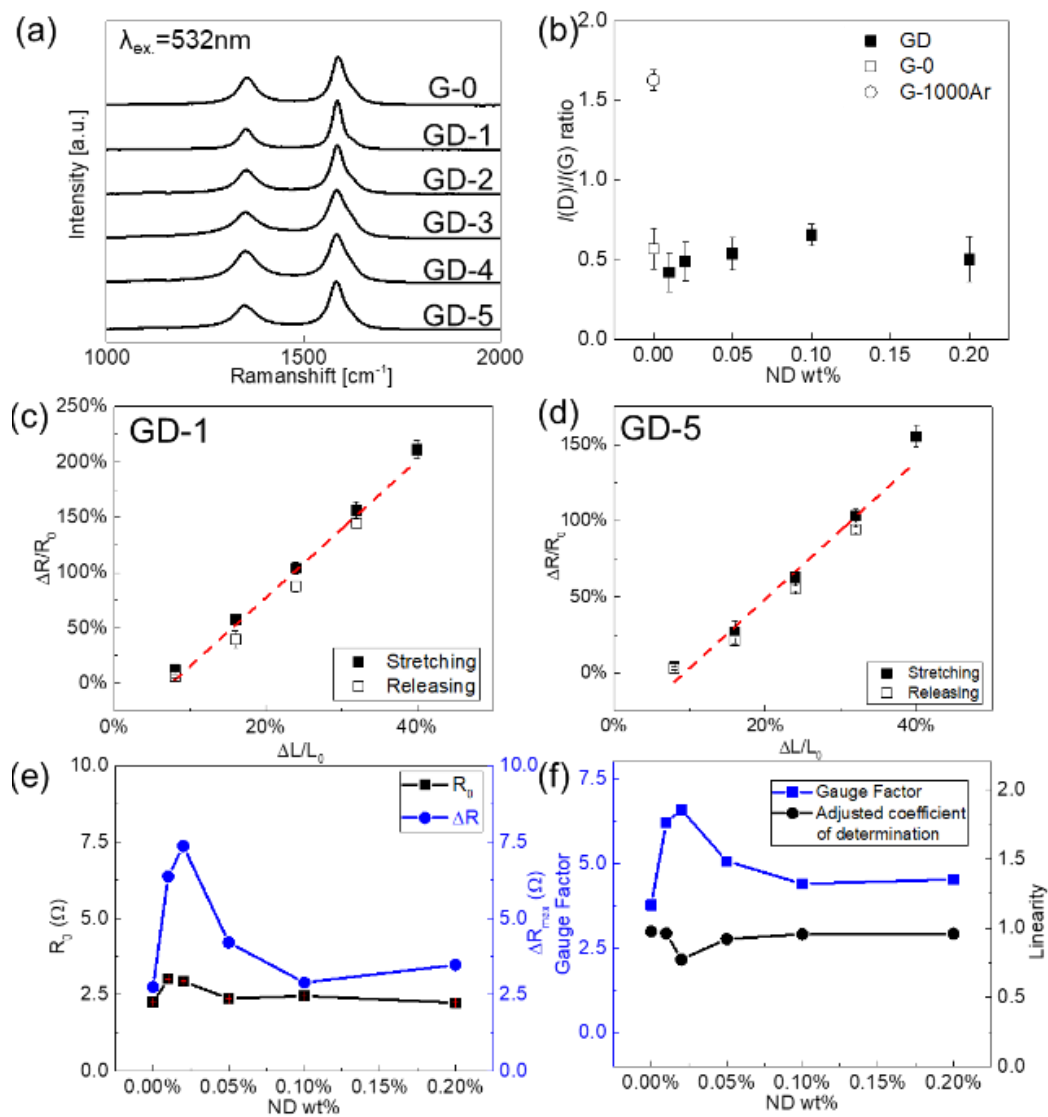 (a)
λex.=532nm
G-0
GD-1
GD-2
GD-3
GD-4
GD-5
Intensity [a.u.]
1000 1500 2000
Ramanshift [cm-1]
(b)
2.0
1.5
1.0
0.5
0.0
I(D)/I(G) ratio
GD
G-0
G-1000Ar
0.00 0.05 0.10 0.15 0.20
ND wt%
(c)
GD-1
250%
200%
150%
100%
50%
0%
ΔR/R0
Stretching
Releasing
0% 20% 40%
ΔL/L0
(d)
GD-5
150%
100%
50%
0%
ΔR/R0
Stretching
Releasing
0% 20% 40%
ΔL/L0
(e)
10.0
7.5
5.0
2.5
0.0
R0 (Ω)
R0
ΔR
10.0
7.5
5.0
2.5
0.0
ΔRmax (Ω)
0.00% 0.05% 0.10% 0.15% 0.20%
ND wt%
(f)
7.5
5.0
2.5
0.0
Gauge Factor
Gauge Factor
Adjusted coefficient
of determination
2.0
1.5
1.0
0.5
0.0
Linearity
0.00% 0.05% 0.10% 0.15% 0.20%
ND wt%